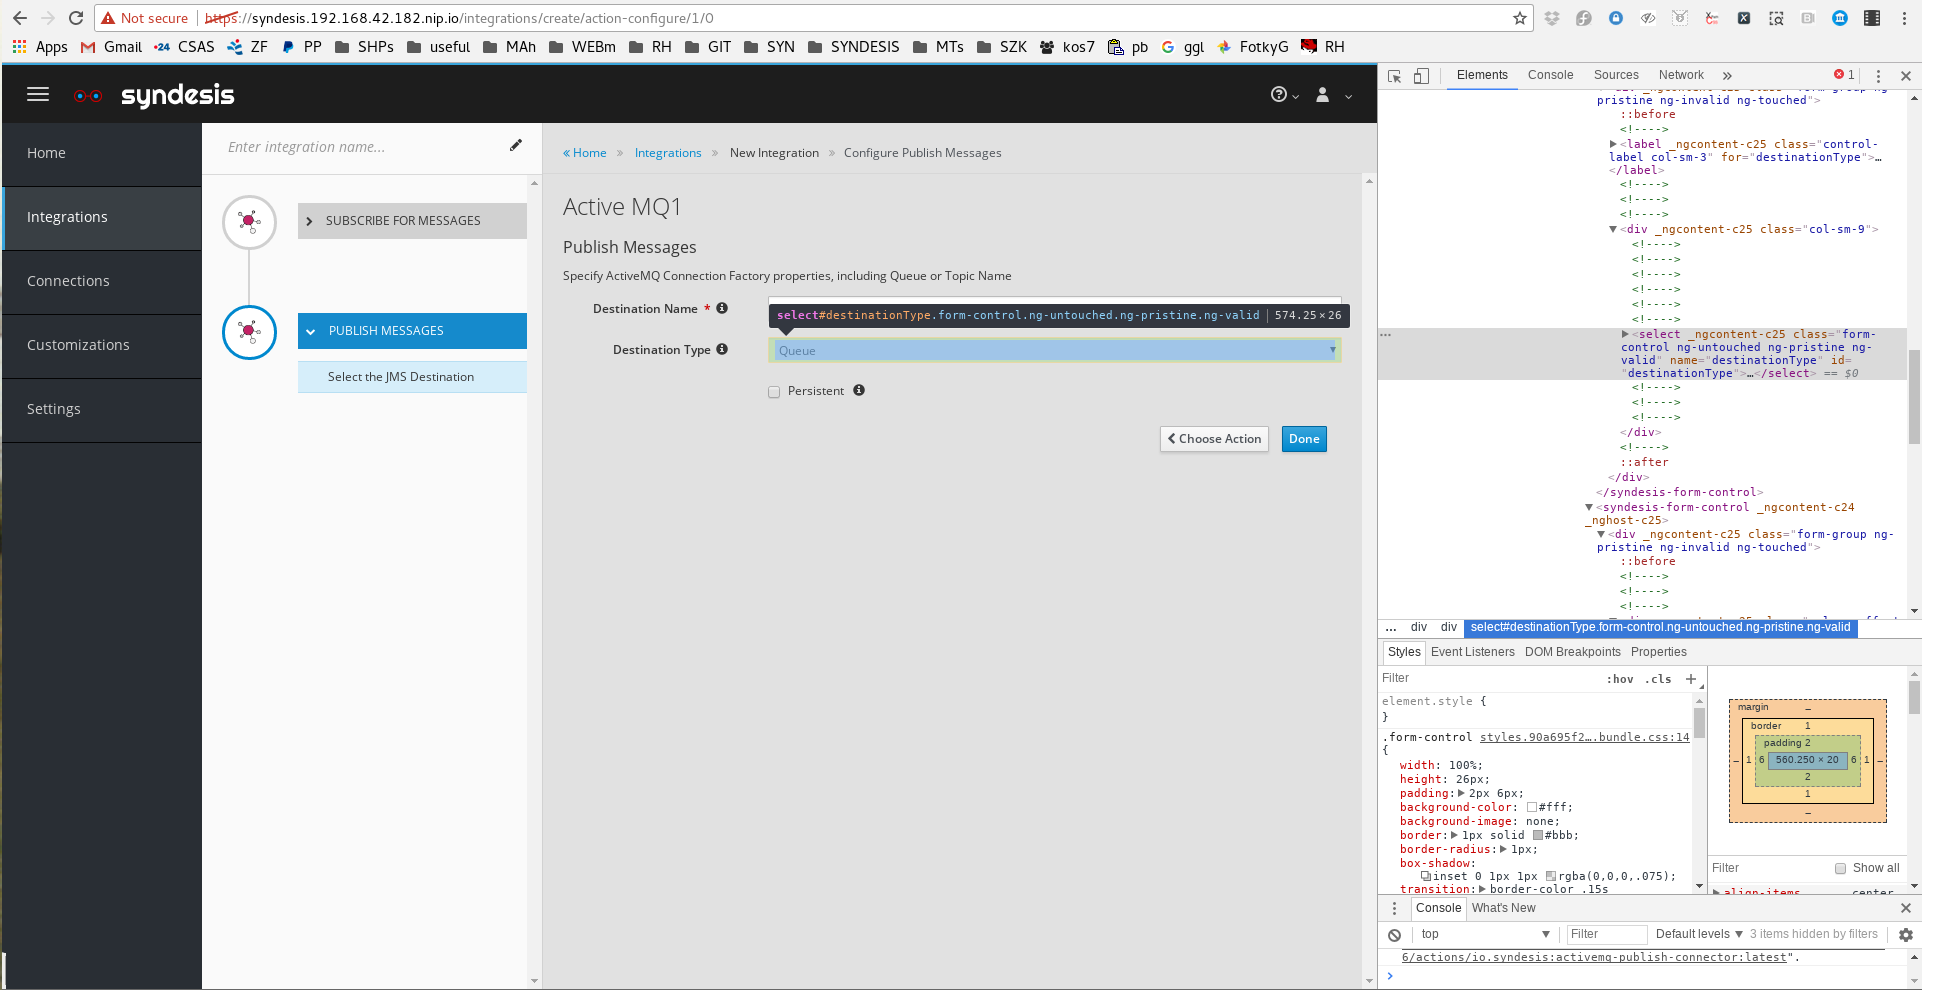 Not secure https://syndesis.192.168.42.182.nip.io/integrations/create/action-configure/1/0
Apps Gmail CSAS ZF PP SHPs useful MAh WEBm RH GIT SYN SYNDESIS MTs SZK kos7 pb ggl FotkyG RH
syndesis
Home
Integrations
Connections
Customizations
Settings
Enter integration name...
SUBSCRIBE FOR MESSAGES
PUBLISH MESSAGES
Select the JMS Destination
« Home » Integrations » New Integration » Configure Publish Messages
Active MQ1
Publish Messages
Specify ActiveMQ Connection Factory properties, including Queue or Topic Name
Destination Name *
select#destinationType.form-control.ng-untouched.ng-pristine.ng-valid | 574.25×26
Destination Type
Queue
Persistent
Choose Action
Done
Elements Console Sources Network » 1
pristine ng-invalid ng-touched">
::before
<!---->
<label _ngcontent-c25 class="control-
label col-sm-3" for="destinationType">…
</label>
<!---->
<!---->
<!---->
<div _ngcontent-c25 class="col-sm-9">
<!---->
<!---->
<!---->
<!---->
<!---->
<!---->
<select _ngcontent-c25 class="form-
control ng-untouched ng-pristine ng-
valid" name="destinationType" id=
"destinationType">…</select> == $0
<!---->
<!---->
<!---->
</div>
<!---->
::after
</div>
</syndesis-form-control>
<syndesis-form-control _ngcontent-c24
_nghost-c25>
<div _ngcontent-c25 class="form-group ng-
pristine ng-invalid ng-touched">
::before
<!---->
<!---->
<!---->
... div div select#destinationType.form-control.ng-untouched.ng-pristine.ng-valid
Styles Event Listeners DOM Breakpoints Properties
Filter :hov .cls +
element.style {
}
.form-control styles.90a695f2….bundle.css:14
{
width: 100%;
height: 26px;
padding: 2px 6px;
background-color: #fff;
background-image: none;
border: 1px solid #bbb;
border-radius: 1px;
box-shadow:
inset 0 1px 1px rgba(0,0,0,.075);
transition: border-color .15s
margin –
border 1
padding 2
– 1 6 560.250 × 20 6 1 –
2
1
–
Filter Show all
align-items center
Console What's New
top Filter Default levels 3 items hidden by filters
6/actions/io.syndesis:activemq-publish-connector:latest".